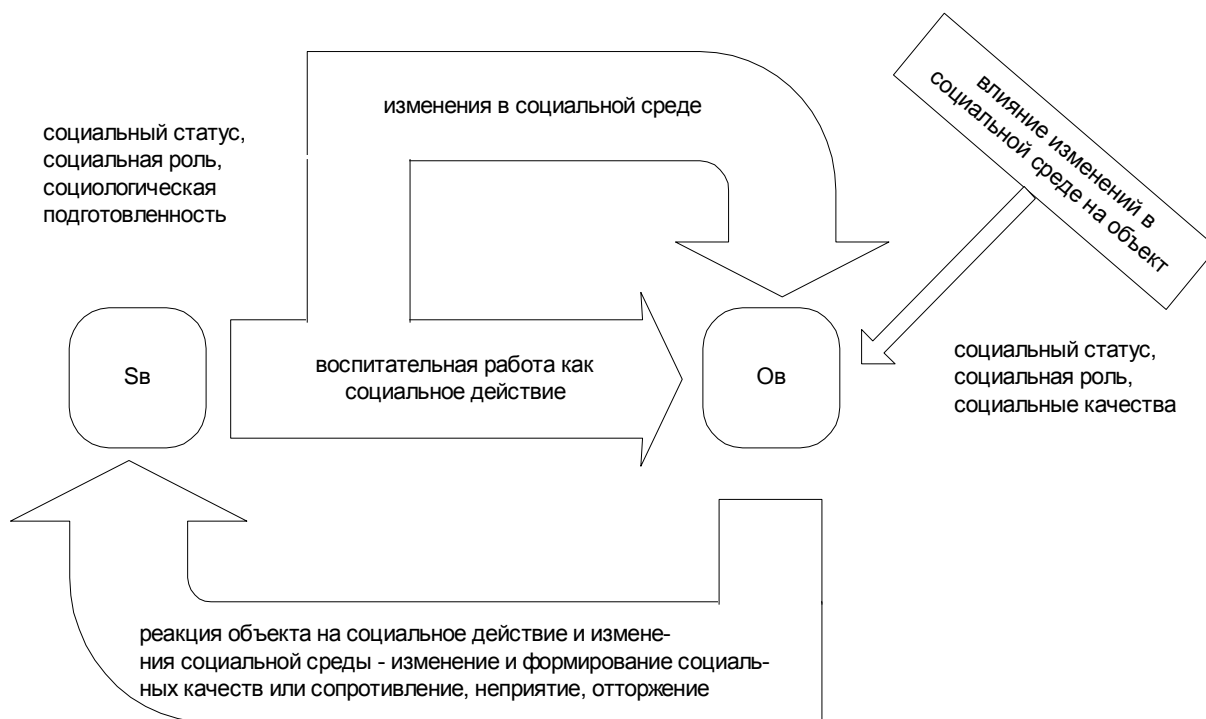 изменения в социальной среде
влияние изменений в
социальной среде на объект
социальный статус,
социальная роль,
социологическая
подготовленность
Sв
воспитательная работа как
социальное действие
Ов
социальный статус,
социальная роль,
социальные качества
реакция объекта на социальное действие и измене-
ния социальной среды - изменение и формирование социаль-
ных качеств или сопротивление, неприятие, отторжение